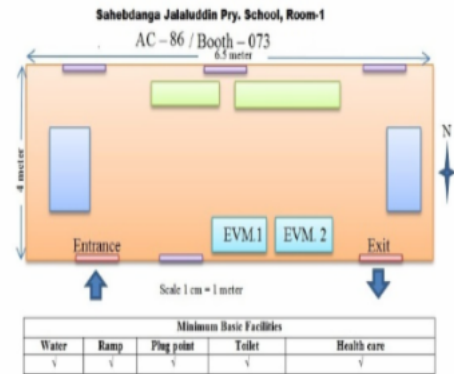 Sahebdanga Jalaluddin Pry. School, Room-1
AC – 86 / Booth – 073
6.5 meter
4 meter
N
EVM.1 EVM. 2
Entrance Exit
Scale 1 cm = 1 meter
Minimum Basic Facilities
Water Ramp Plug point Toilet Health care
√ √ √ √ √